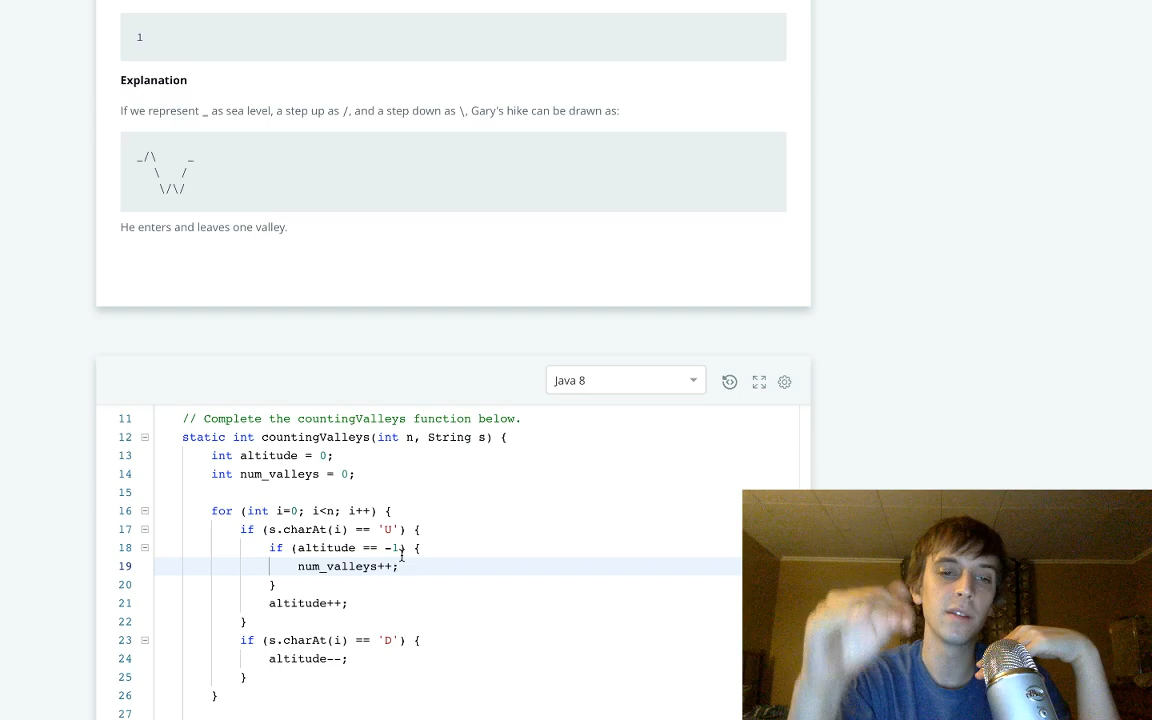 1
Explanation
If we represent _ as sea level, a step up as /, and a step down as \, Gary's hike can be drawn as:
_/\      _
   \    /
    \/\/
He enters and leaves one valley.
Java 8
11 // Complete the countingValleys function below.
12 static int countingValleys(int n, String s) {
13 int altitude = 0;
14 int num_valleys = 0;
15
16 for (int i=0; i<n; i++) {
17 if (s.charAt(i) == 'U') {
18 if (altitude == -1) {
19 num_valleys++;
20 }
21 altitude++;
22 }
23 if (s.charAt(i) == 'D') {
24 altitude--;
25 }
26 }
27